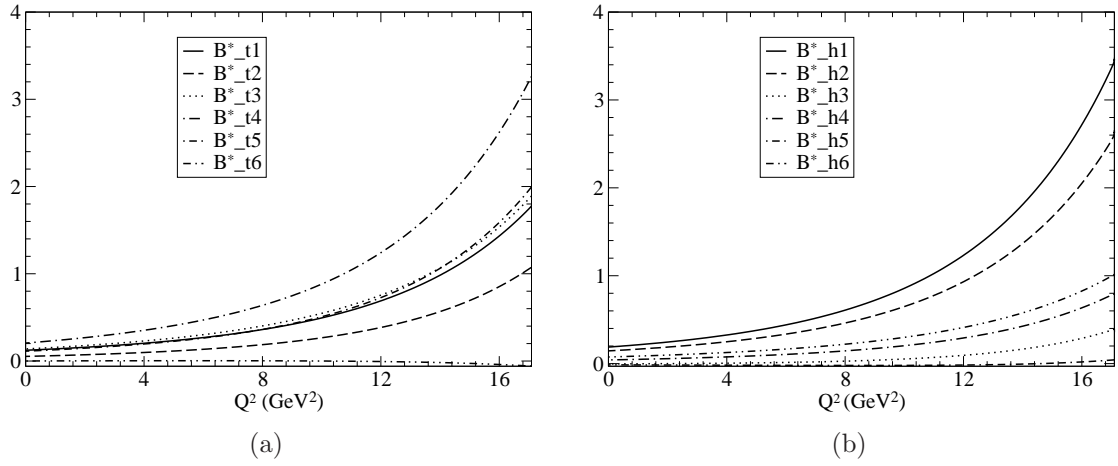 4
3
2
1
0
B*_t1
B*_t2
B*_t3
B*_t4
B*_t5
B*_t6
0 4 8 12 16
Q² (GeV²)
(a)
4
3
2
1
0
B*_h1
B*_h2
B*_h3
B*_h4
B*_h5
B*_h6
0 4 8 12 16
Q² (GeV²)
(b)